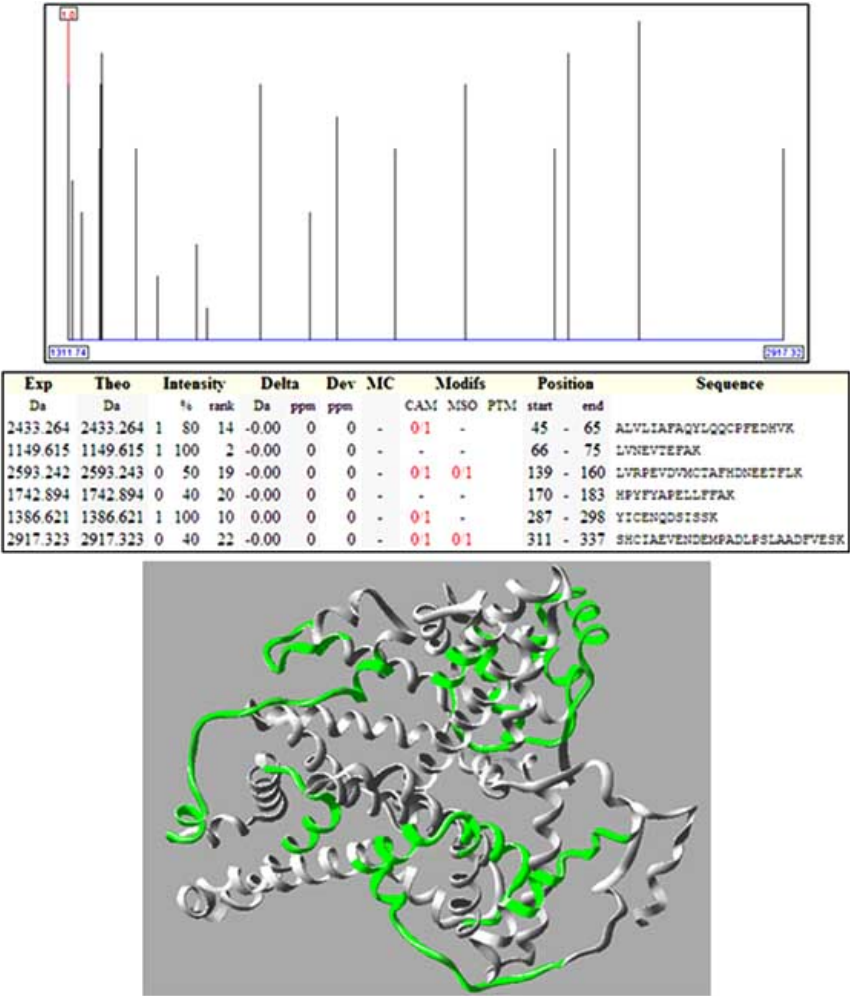 1.0
1311.74 2917.32
Exp Theo Intensity Delta Dev MC Modifs Position Sequence
Da Da % rank Da ppm ppm CAM MSO PTM start end
2433.264 2433.264 1 80 14 -0.00 0 0 - 0/1 - 45 - 65 ALVLIAFAQYLQQCPFEDHVK
1149.615 1149.615 1 100 2 -0.00 0 0 - - - 66 - 75 LVNEVTEFAK
2593.242 2593.243 0 50 19 -0.00 0 0 - 0/1 0/1 139 - 160 LVRPEVDVMCTAFHDNEETFLK
1742.894 1742.894 0 40 20 -0.00 0 0 - - - 170 - 183 HPYFYAPELLFFAK
1386.621 1386.621 1 100 10 0.00 0 0 - 0/1 - 287 - 298 YICENQDSISSK
2917.323 2917.323 0 40 22 -0.00 0 0 - 0/1 0/1 311 - 337 SHCIAEVENDEMPADLPSLAADFVESK